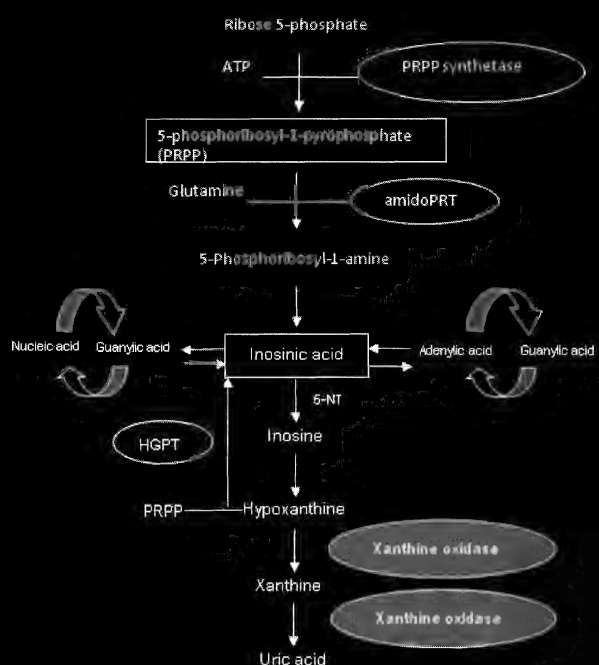 Ribose 5-phosphate
ATP
PRPP synthetase
5-phosphoribosyl-1-pyrophosphate
(PRPP)
Glutamine
amidoPRT
5-Phosphoribosyl-1-amine
Nucleic acid
Guanylic acid
Inosinic acid
Adenylic acid
Guanylic acid
5-NT
Inosine
HGPT
PRPP
Hypoxanthine
Xanthine oxidase
Xanthine
Xanthine oxidase
Uric acid